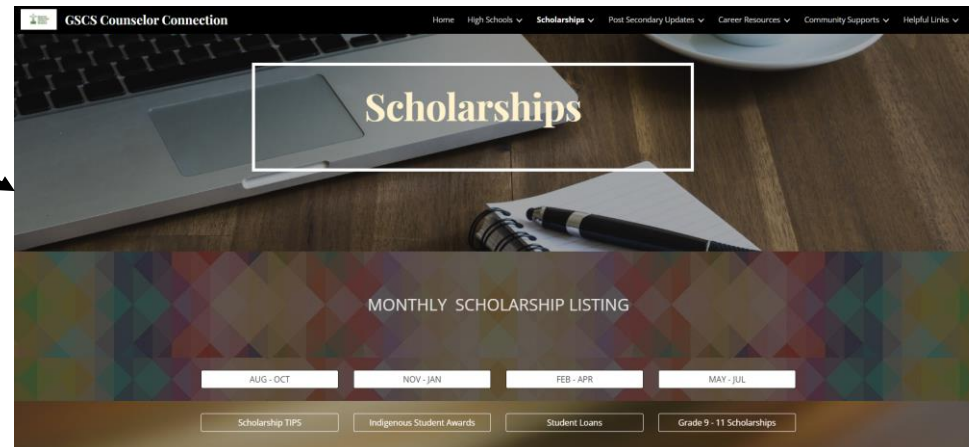 GSCS Counselor Connection
Home High Schools Scholarships Post Secondary Updates Career Resources Community Supports Helpful Links
Scholarships
MONTHLY SCHOLARSHIP LISTING
AUG - OCT NOV - JAN FEB - APR MAY - JUL
Scholarship TIPS Indigenous Student Awards Student Loans Grade 9 - 11 Scholarships